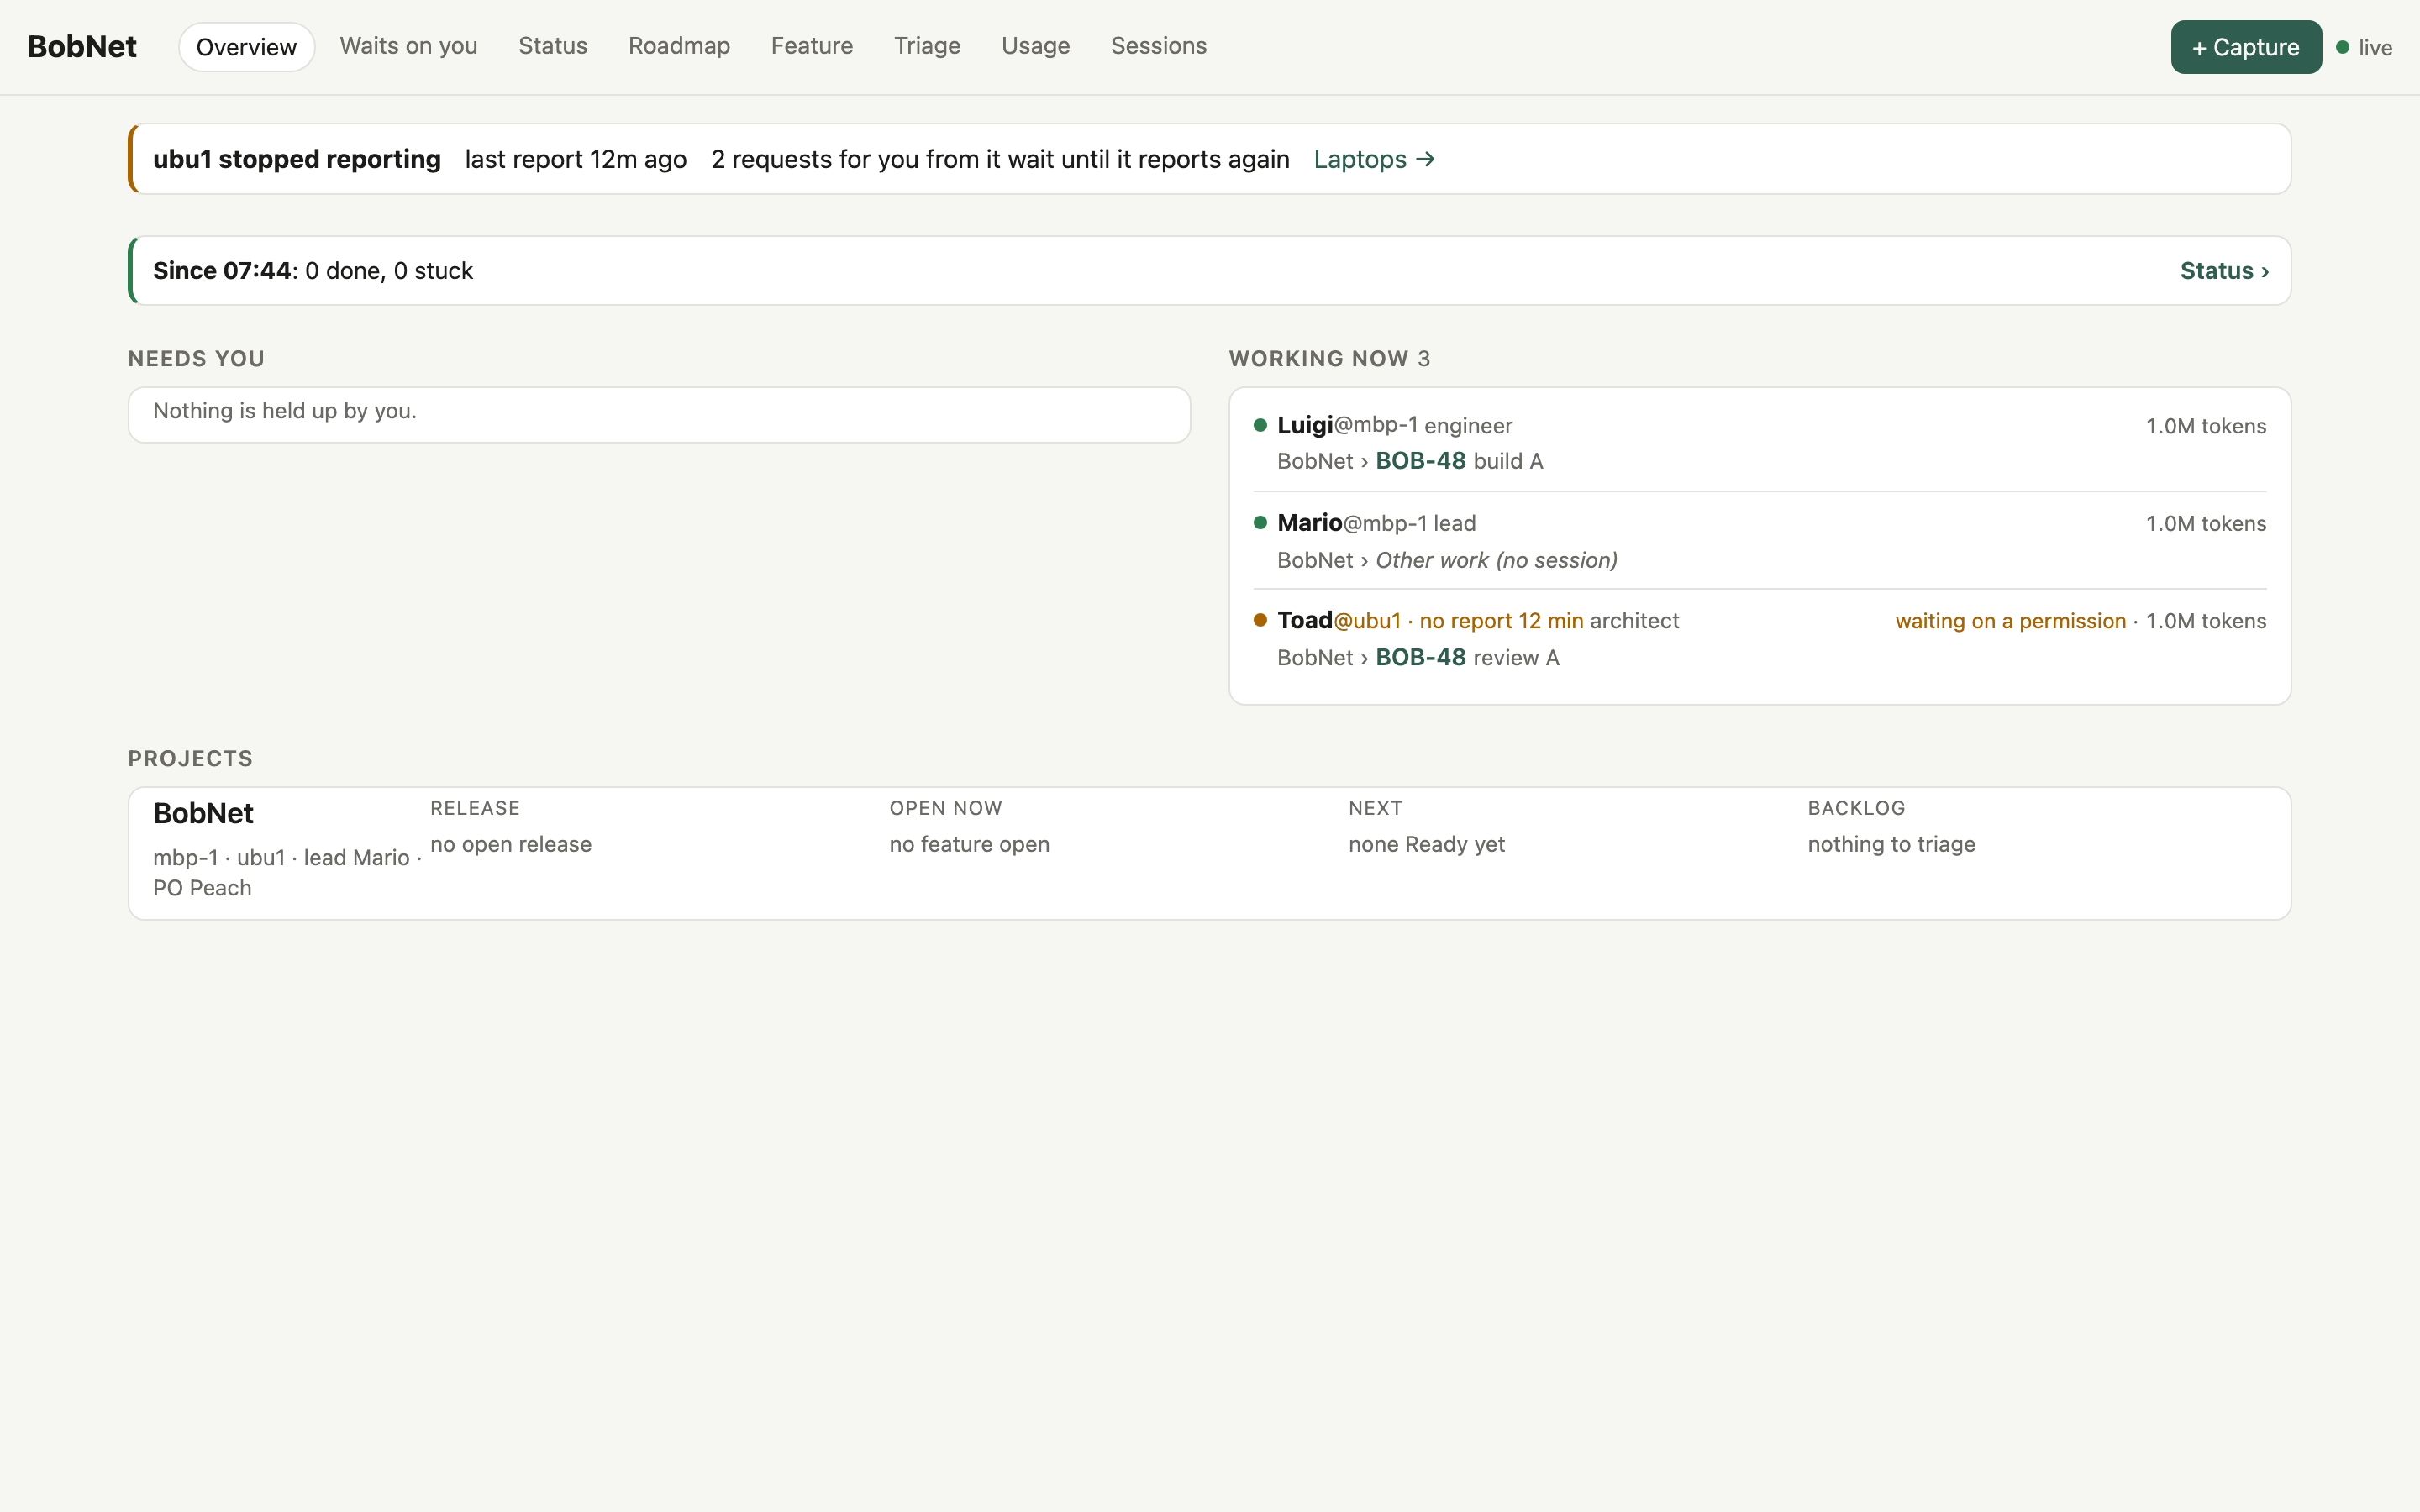 BobNet Overview Waits on you Status Roadmap Feature Triage Usage Sessions + Capture live
ubu1 stopped reporting last report 12m ago 2 requests for you from it wait until it reports again Laptops →
Since 07:44: 0 done, 0 stuck Status ›
NEEDS YOU
Nothing is held up by you.
WORKING NOW 3
Luigi@mbp-1 engineer 1.0M tokens
BobNet › BOB-48 build A
Mario@mbp-1 lead 1.0M tokens
BobNet › Other work (no session)
Toad@ubu1 · no report 12 min architect waiting on a permission · 1.0M tokens
BobNet › BOB-48 review A
PROJECTS
BobNet
mbp-1 · ubu1 · lead Mario ·
PO Peach
RELEASE
no open release
OPEN NOW
no feature open
NEXT
none Ready yet
BACKLOG
nothing to triage